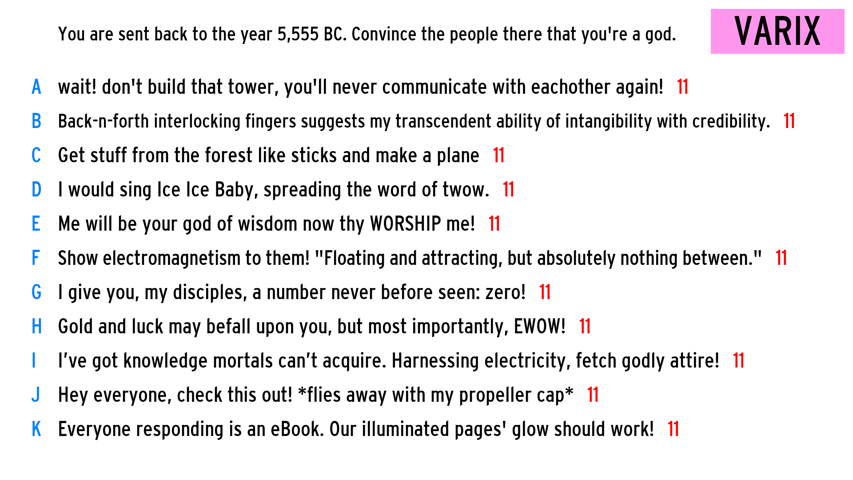 You are sent back to the year 5,555 BC. Convince the people there that you're a god.
VARIX
A wait! don't build that tower, you'll never communicate with eachother again! 11
B Back-n-forth interlocking fingers suggests my transcendent ability of intangibility with credibility. 11
C Get stuff from the forest like sticks and make a plane 11
D I would sing Ice Ice Baby, spreading the word of twow. 11
E Me will be your god of wisdom now thy WORSHIP me! 11
F Show electromagnetism to them! "Floating and attracting, but absolutely nothing between." 11
G I give you, my disciples, a number never before seen: zero! 11
H Gold and luck may befall upon you, but most importantly, EWOW! 11
I I’ve got knowledge mortals can’t acquire. Harnessing electricity, fetch godly attire! 11
J Hey everyone, check this out! *flies away with my propeller cap* 11
K Everyone responding is an eBook. Our illuminated pages' glow should work! 11